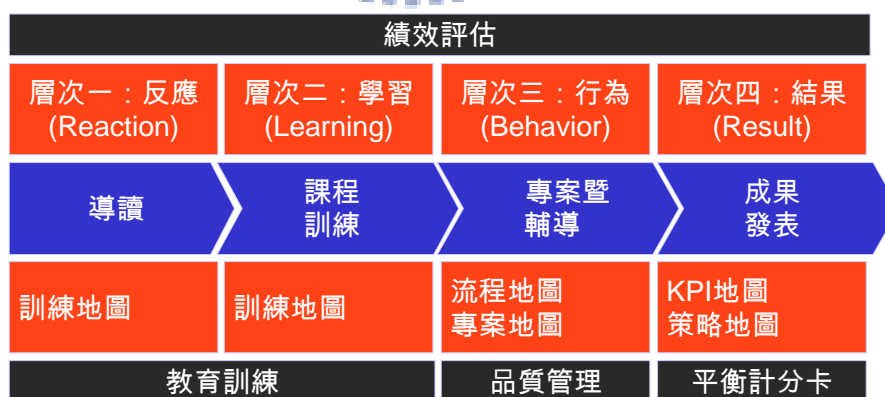 績效評估
層次一：反應
(Reaction)
層次二：學習
(Learning)
層次三：行為
(Behavior)
層次四：結果
(Result)
導讀
課程
訓練
專案暨
輔導
成果
發表
訓練地圖
訓練地圖
流程地圖
專案地圖
KPI地圖
策略地圖
教育訓練
品質管理
平衡計分卡